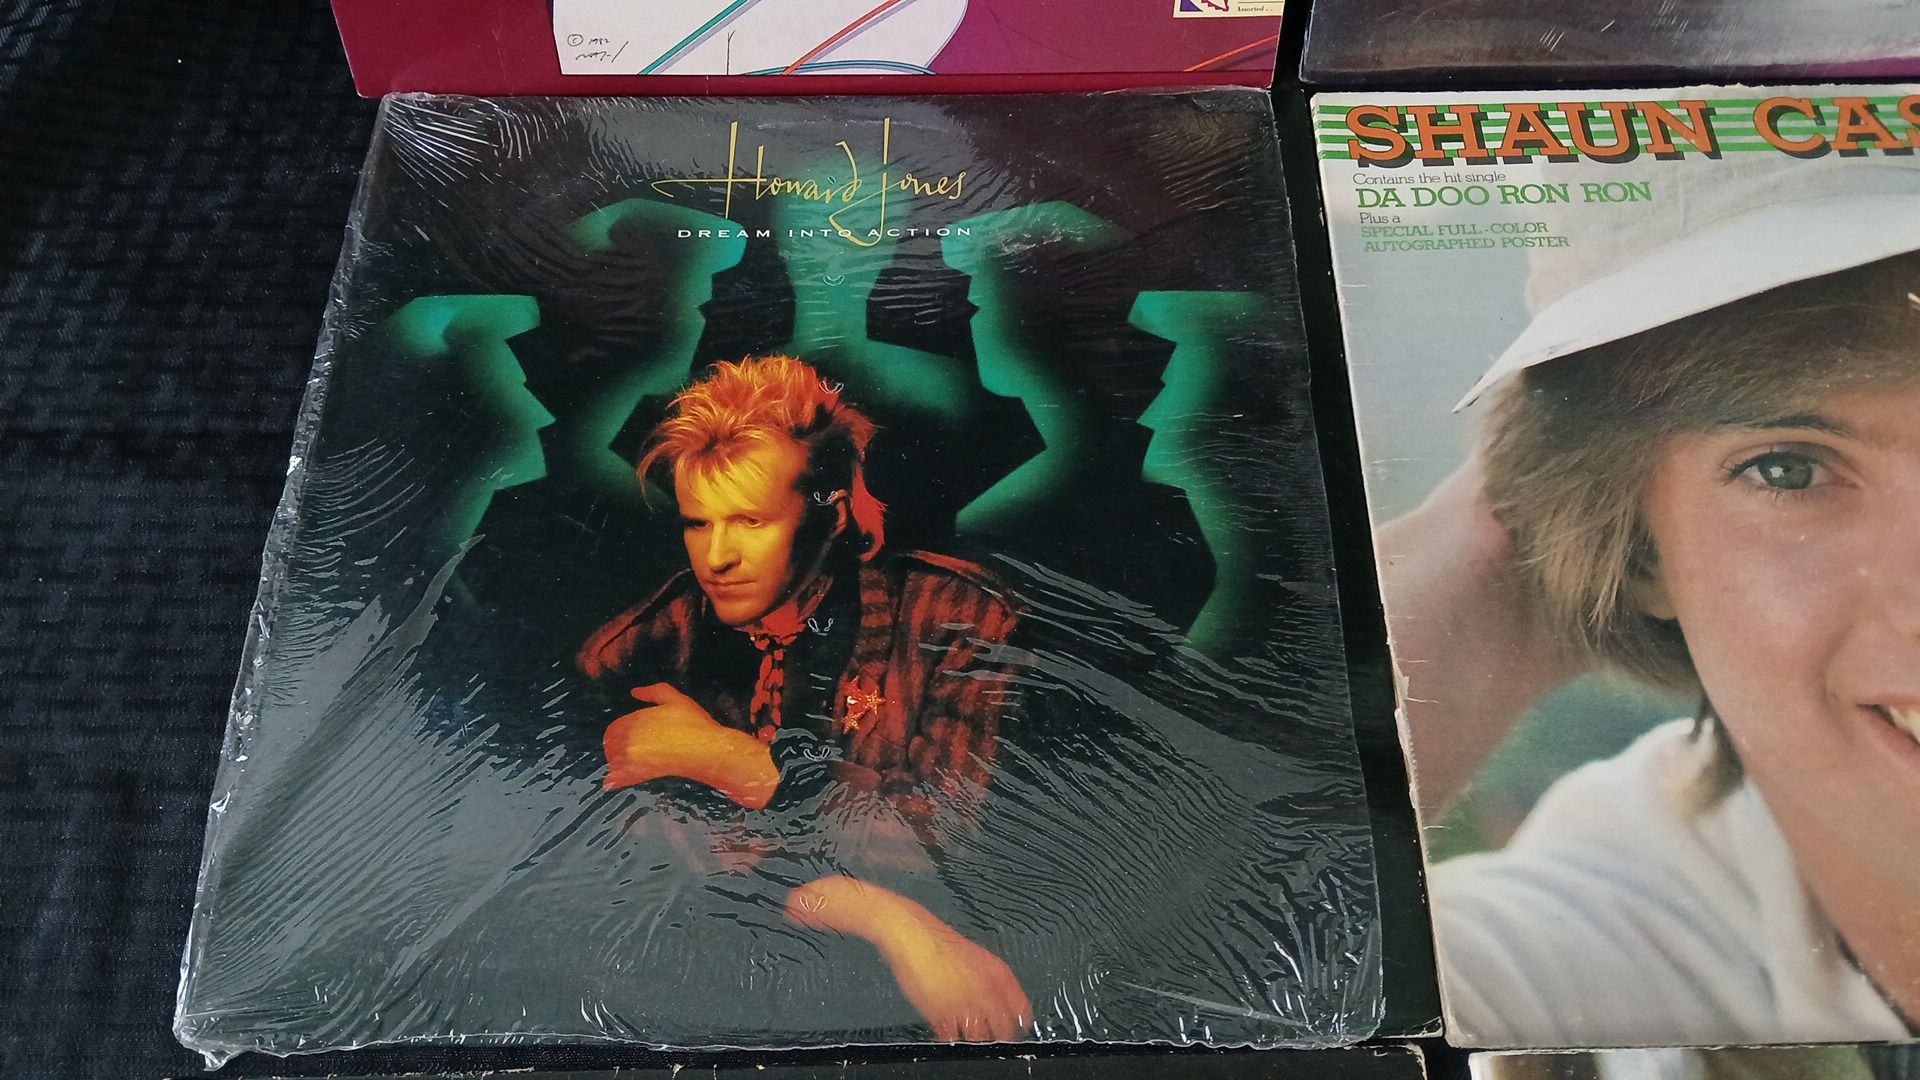 © 1982
Assorted
Howard Jones
DREAM INTO ACTION
SHAUN CAS
Contains the hit single
DA DOO RON RON
Plus a
SPECIAL FULL-COLOR
AUTOGRAPHED POSTER